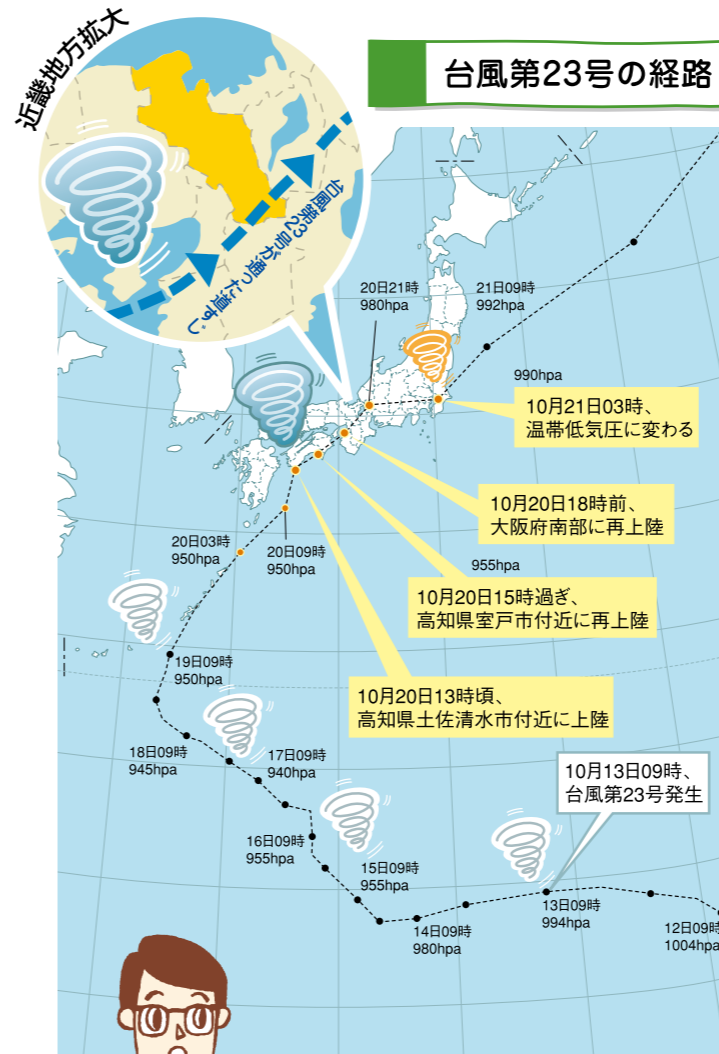 近畿地方拡大
台風第23号の経路
台風第23号が通った道すじ。
20日21時
980hpa
21日09時
992hpa
990hpa
10月21日03時、
温帯低気圧に変わる
10月20日18時前、
大阪府南部に再上陸
20日03時
950hpa
20日09時
950hpa
955hpa
10月20日15時過ぎ、
高知県室戸市付近に再上陸
19日09時
950hpa
10月20日13時頃、
高知県土佐清水市付近に上陸
18日09時
945hpa
17日09時
940hpa
10月13日09時、
台風第23号発生
16日09時
955hpa
15日09時
955hpa
14日09時
980hpa
13日09時
994hpa
12日09時
1004hpa